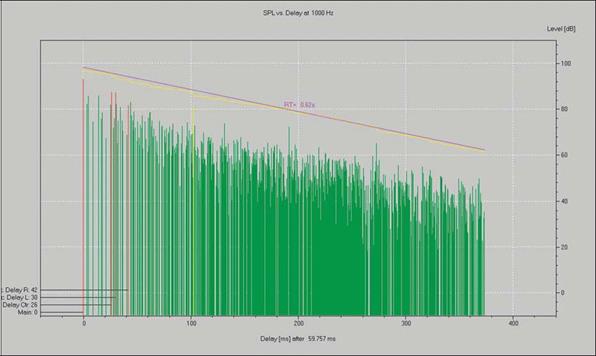 SPL vs. Delay at 1000 Hz
Level [dB]
100
80
60
40
20
0
RT= 0.62s
: Delay R: 42
c: Delay L: 30
Delay Ctr: 26
Main: 0
0
100
200
300
400
Delay [ms] after 59.757 ms